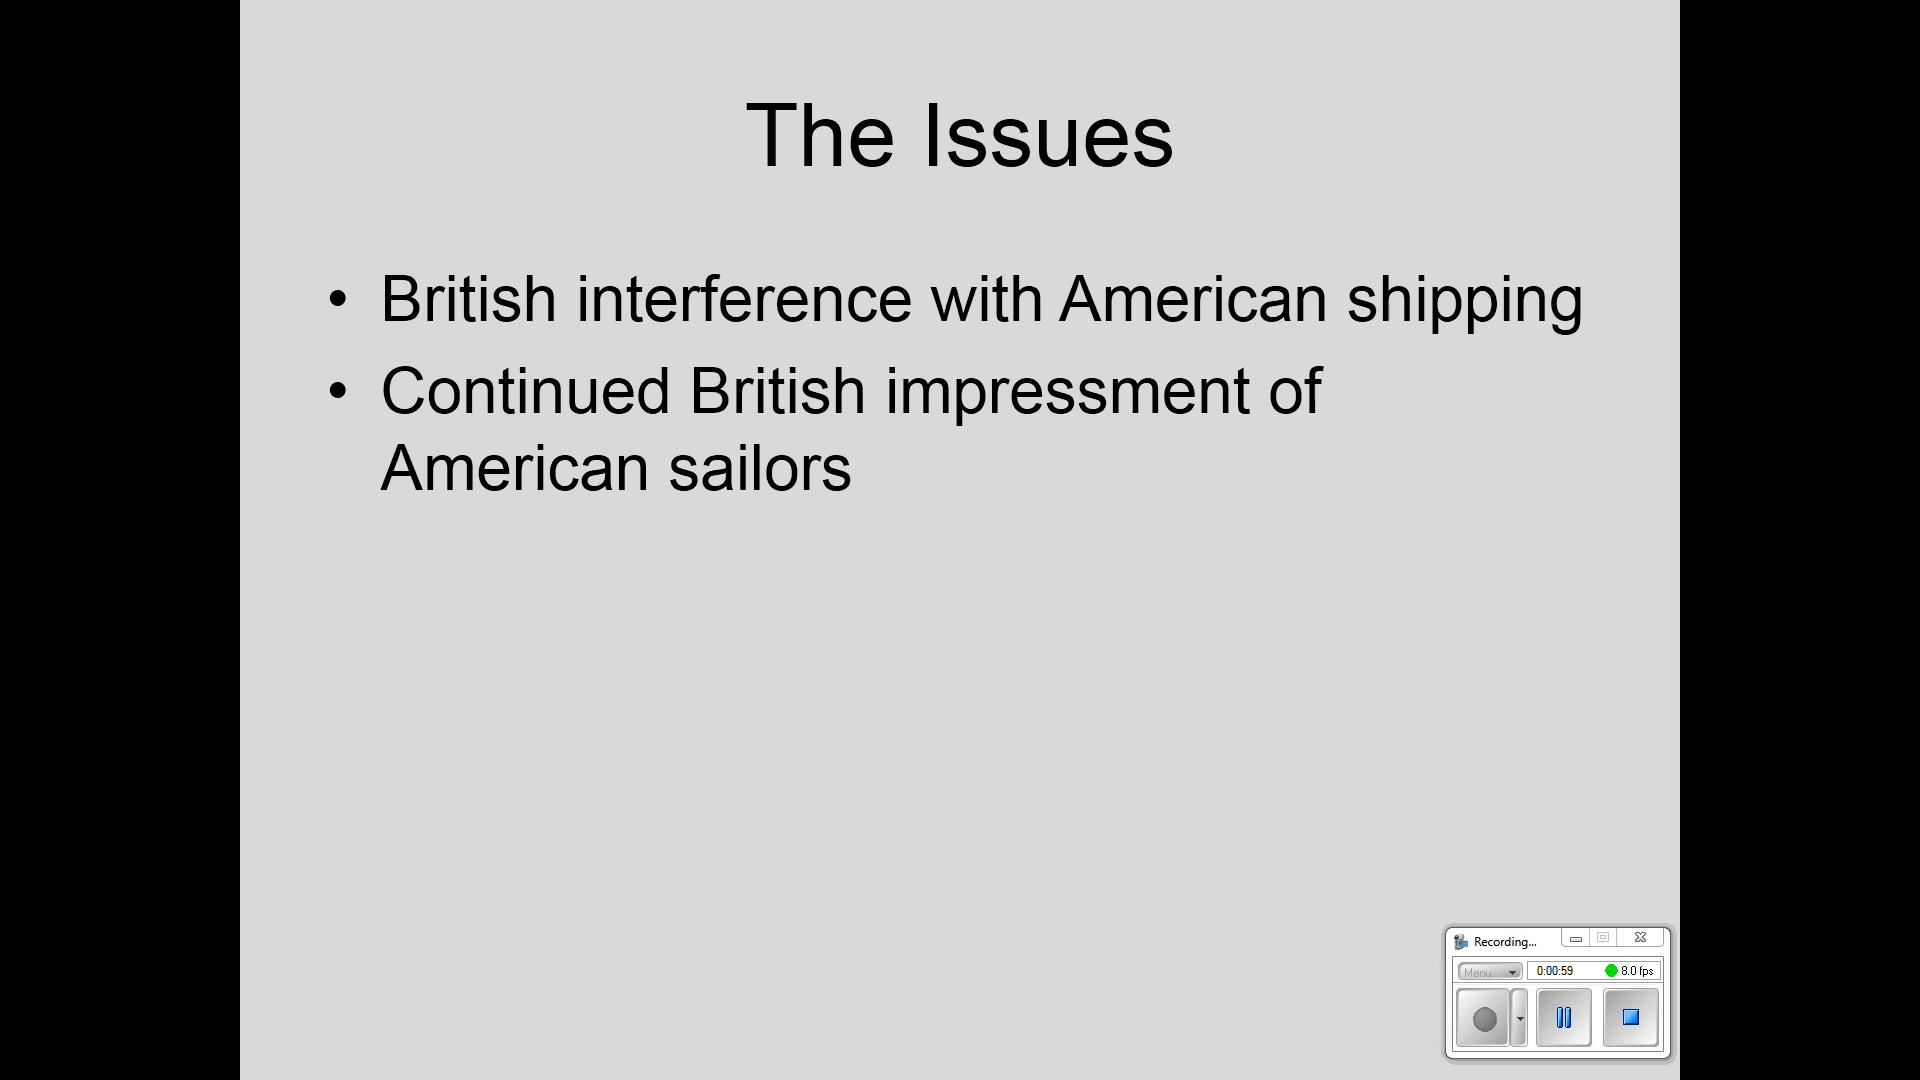 The Issues
• British interference with American shipping
• Continued British impressment of
American sailors
Recording...
Menu
0:00:59
8.0 fps